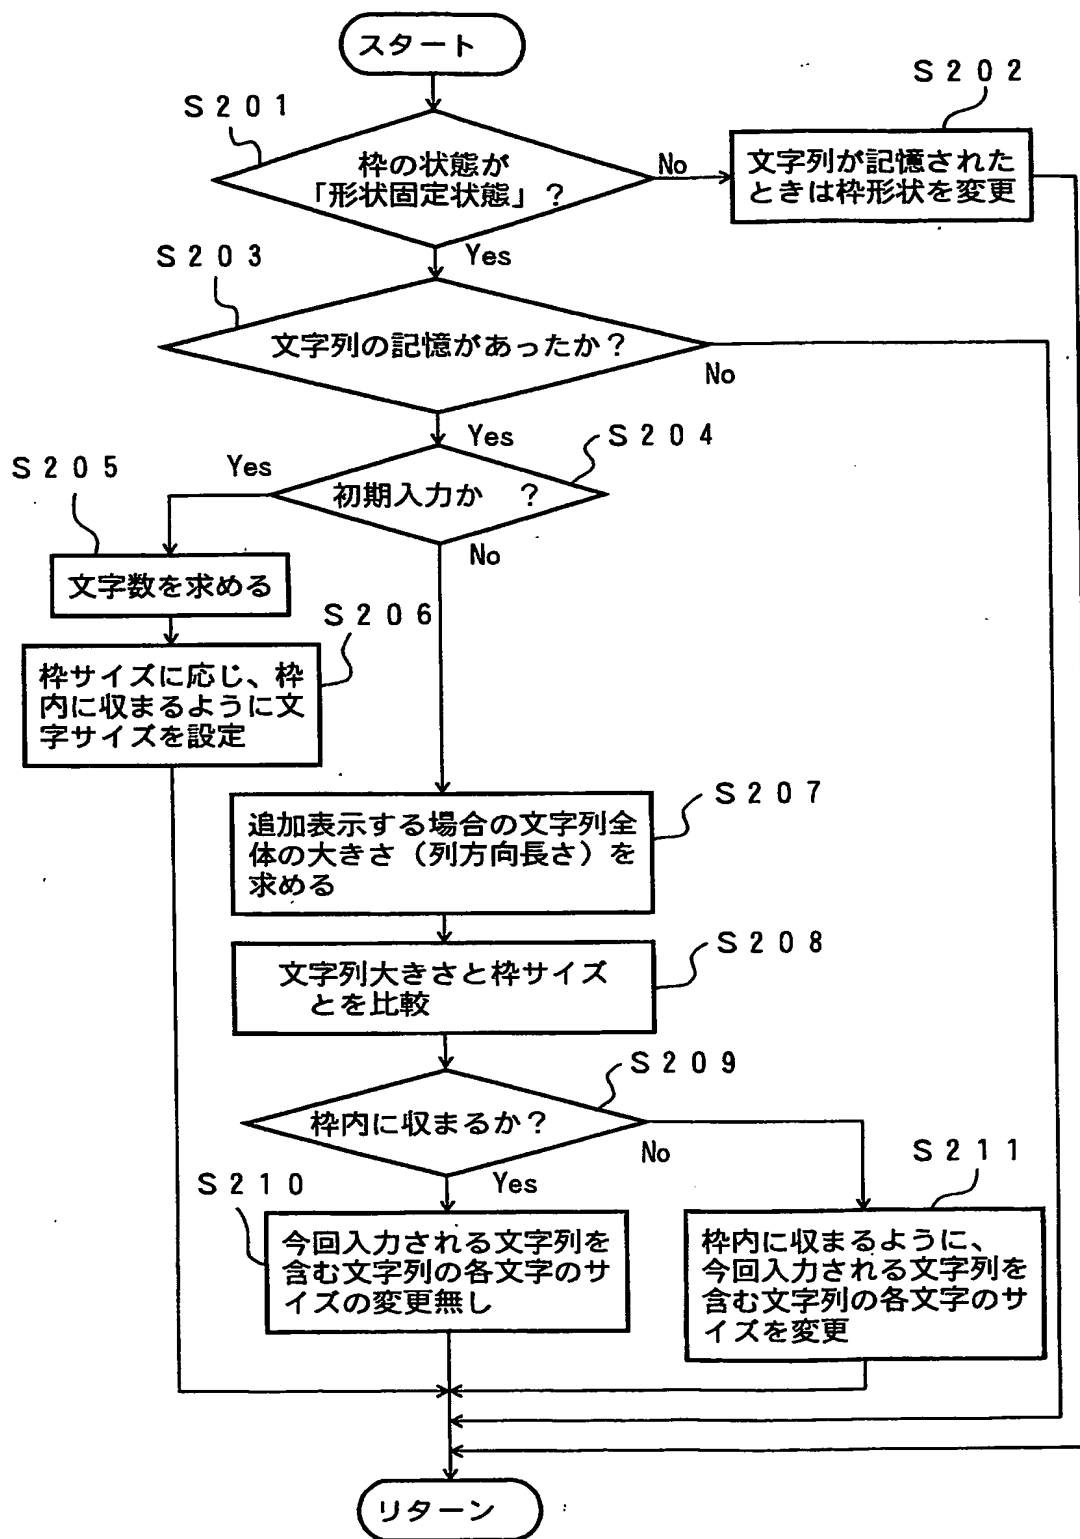 スタート
S201
枠の状態が
「形状固定状態」?
No
S202
文字列が記憶された
ときは枠形状を変更
Yes
S203
文字列の記憶があったか?
No
Yes
S204
初期入力か ?
Yes
No
S205
文字数を求める
S206
枠サイズに応じ、枠
内に収まるように文
字サイズを設定
S207
追加表示する場合の文字列全
体の大きさ(列方向長さ)を
求める
S208
文字列大きさと枠サイズ
とを比較
S209
枠内に収まるか?
No
Yes
S210
今回入力される文字列を
含む文字列の各文字のサ
イズの変更無し
S211
枠内に収まるように、
今回入力される文字列を
含む文字列の各文字のサ
イズを変更
リターン